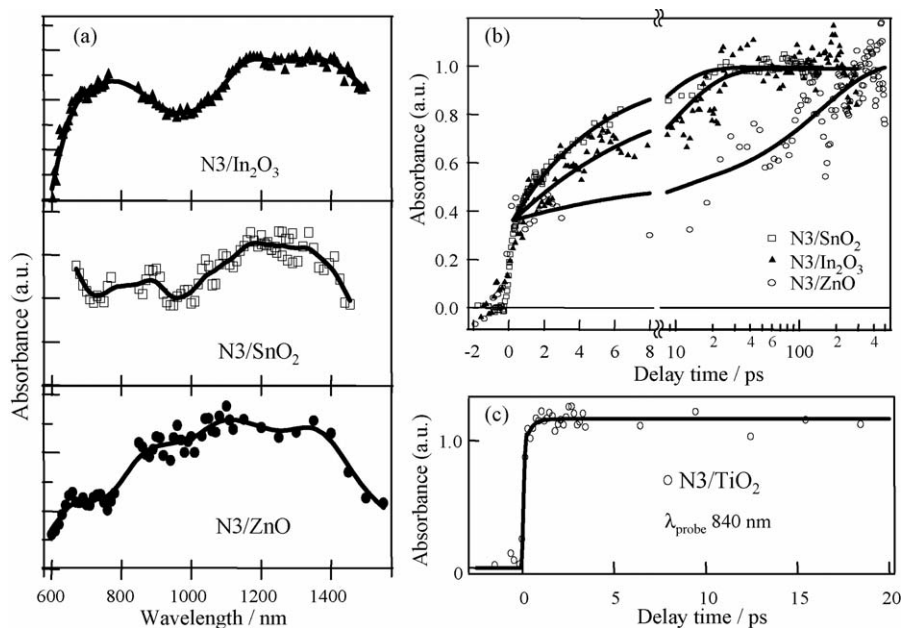 (a)
N3/In₂O₃
N3/SnO₂
N3/ZnO
Absorbance (a.u.)
600 800 1000 1200 1400
Wavelength / nm
(b)
Absorbance (a.u.)
1.0
0.8
0.6
0.4
0.2
0.0
N3/SnO₂
N3/In₂O₃
N3/ZnO
-2 0 2 4 6 8 10 2 4 6 100 2 4
Delay time / ps
(c)
Absorbance (a.u.)
1.0
0
N3/TiO₂
λprobe 840 nm
0 5 10 15 20
Delay time / ps